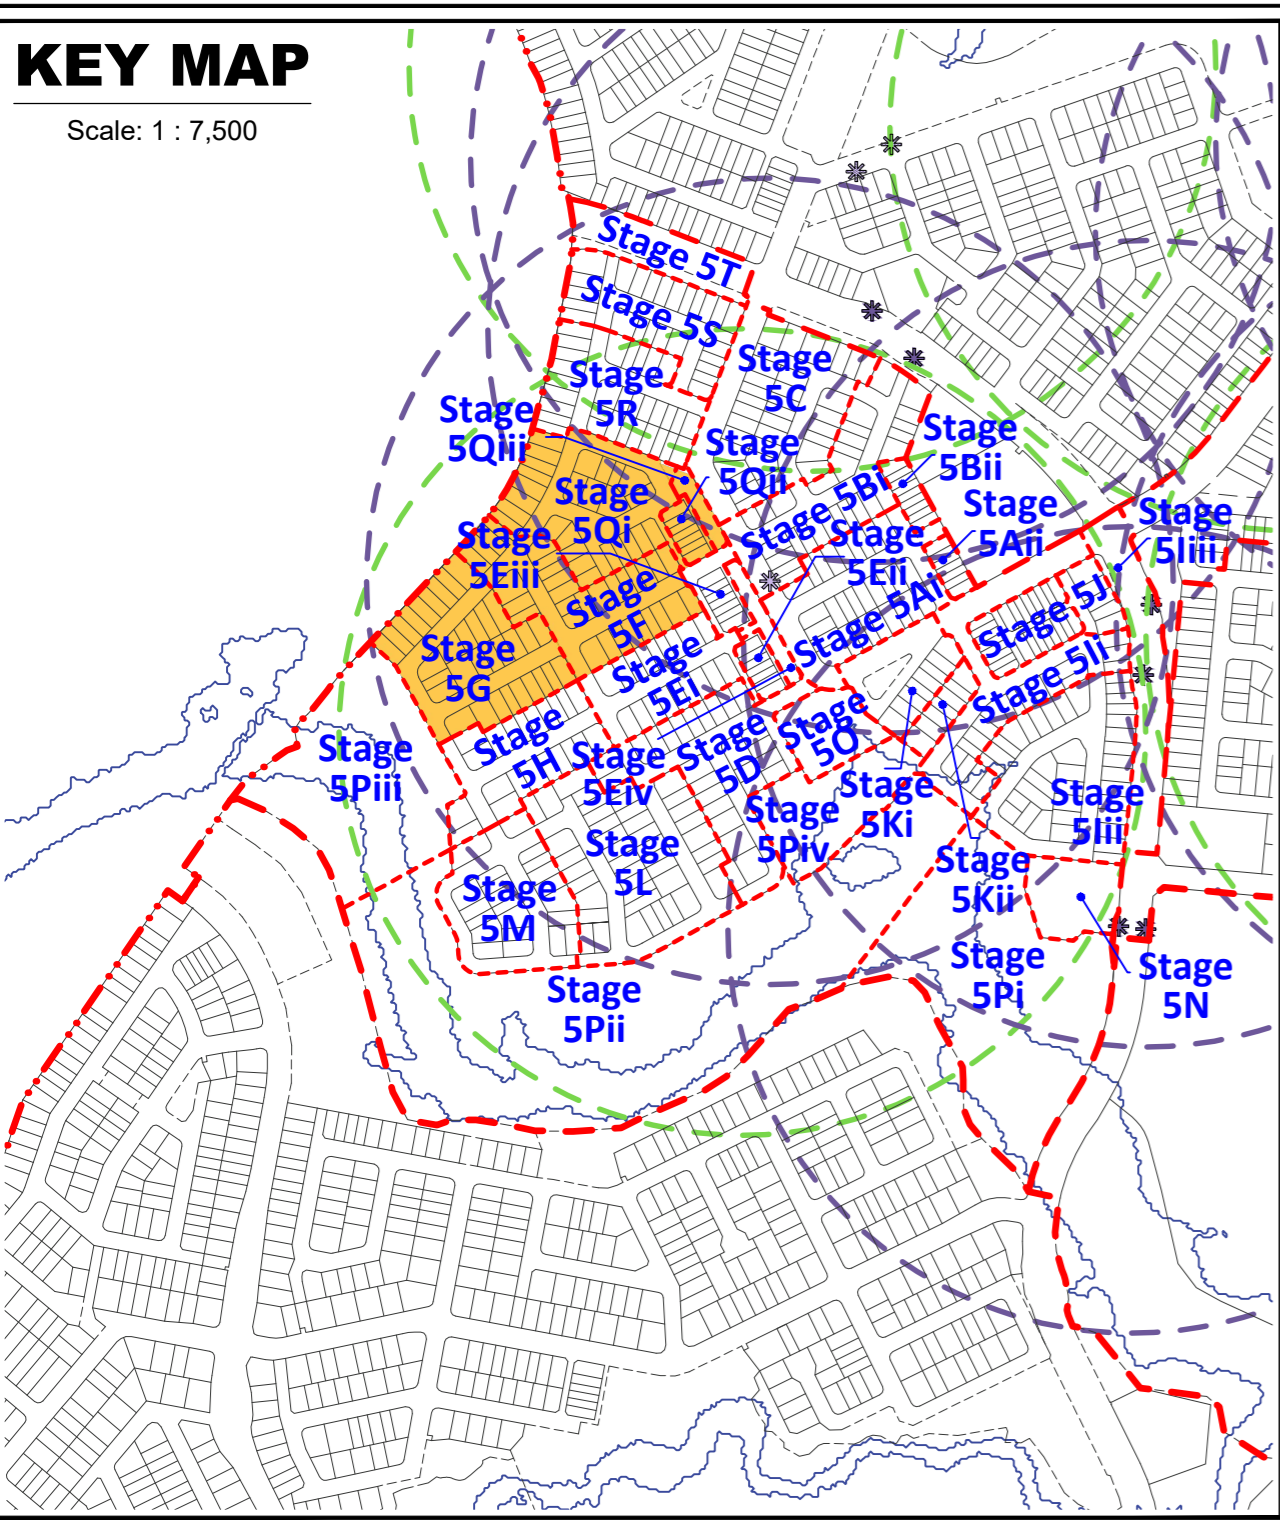 KEY MAP
Scale: 1 : 7,500
Stage 5T
Stage 5S
Stage
5R
Stage
5C
Stage
5Qiii
Stage
5Qii
Stage
5Bii
Stage
5Qi
Stage 5Bi
Stage
5Aii
Stage
5Iiii
Stage
5Eiii
Stage
5Eii
Stage
5F
Stage 5Ai
Stage 5J
Stage
5G
Stage
5Ei
Stage 5Ii
Stage
5Piii
Stage
5H
Stage
5Eiv
Stage
5D
Stage
5O
Stage
5Ki
Stage
5Iii
Stage
5Piv
Stage
5L
Stage
5Kii
Stage
5M
Stage
5Pi
Stage
5N
Stage
5Pii